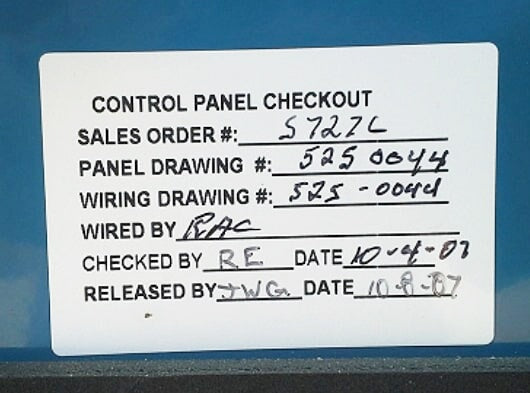 CONTROL PANEL CHECKOUT
SALES ORDER #: S727C
PANEL DRAWING #: 525 0044
WIRING DRAWING #: 525-0044
WIRED BY RAC
CHECKED BY RE DATE 10-4-07
RELEASED BY JWG DATE 10-8-07